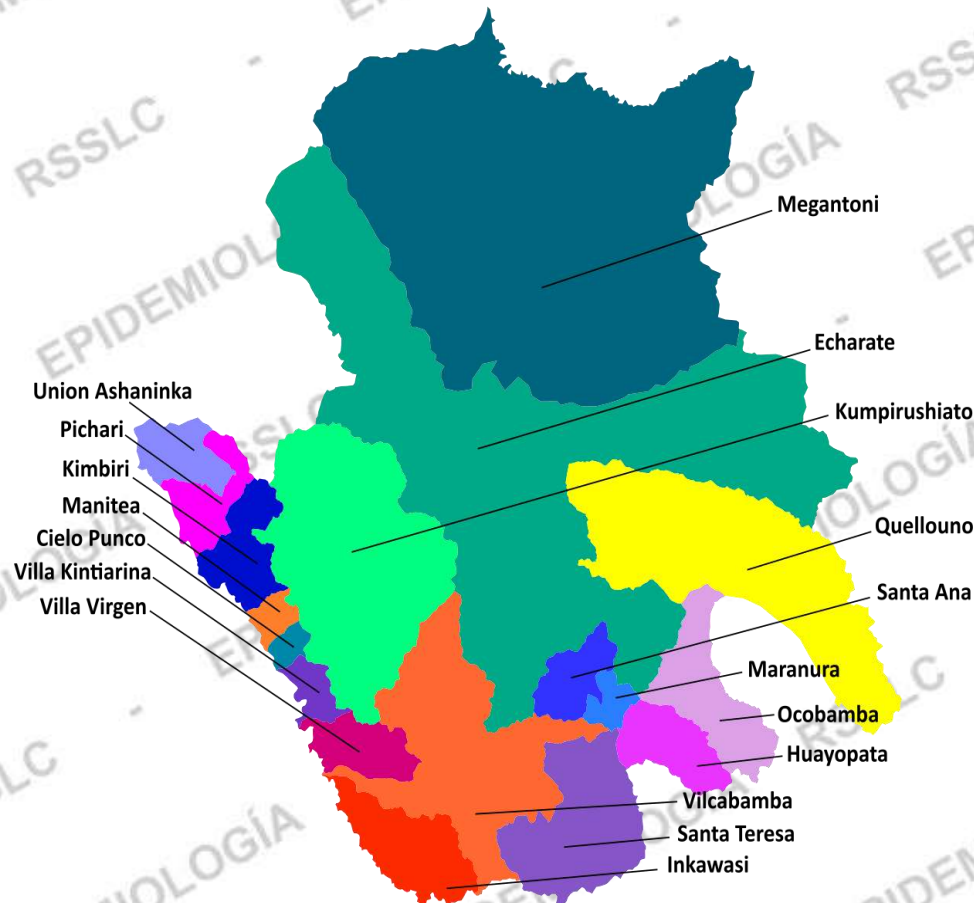 RSSLC - EPIDEMIOLOGÍA
Megantoni
Echarate
Kumpirushiato
Quellouno
Santa Ana
Maranura
Ocobamba
Huayopata
Vilcabamba
Santa Teresa
Inkawasi
Union Ashaninka
Pichari
Kimbiri
Manitea
Cielo Punco
Villa Kintiarina
Villa Virgen